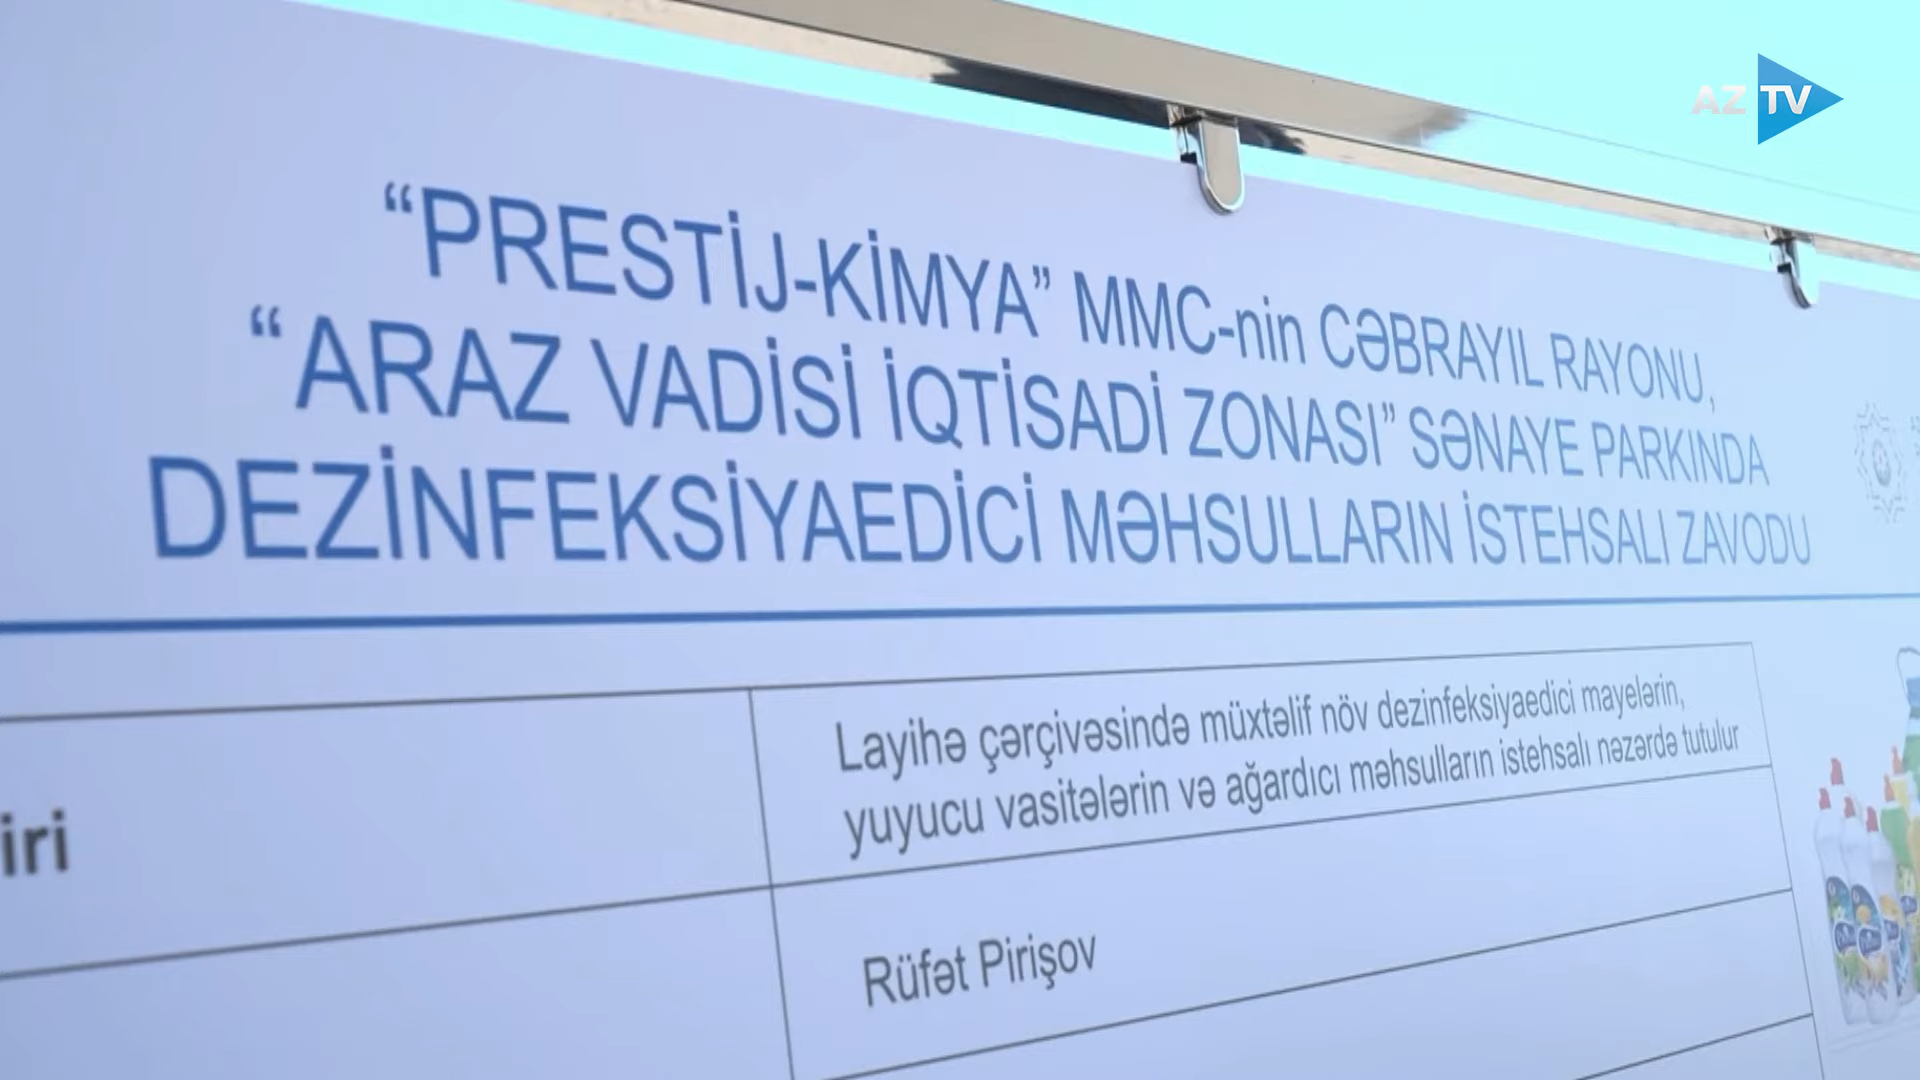 AZTV
“PRESTİJ-KİMYA” MMC-nin CƏBRAYIL RAYONU,
“ARAZ VADİSİ İQTİSADİ ZONASI” SƏNAYE PARKINDA
DEZİNFEKSİYAEDİCİ MƏHSULLARIN İSTEHSALI ZAVODU
iri
Layihə çərçivəsində müxtəlif növ dezinfeksiyaedici mayelərin,
yuyucu vasitələrin və ağardıcı məhsulların istehsalı nəzərdə tutulur
Rüfət Pirişov